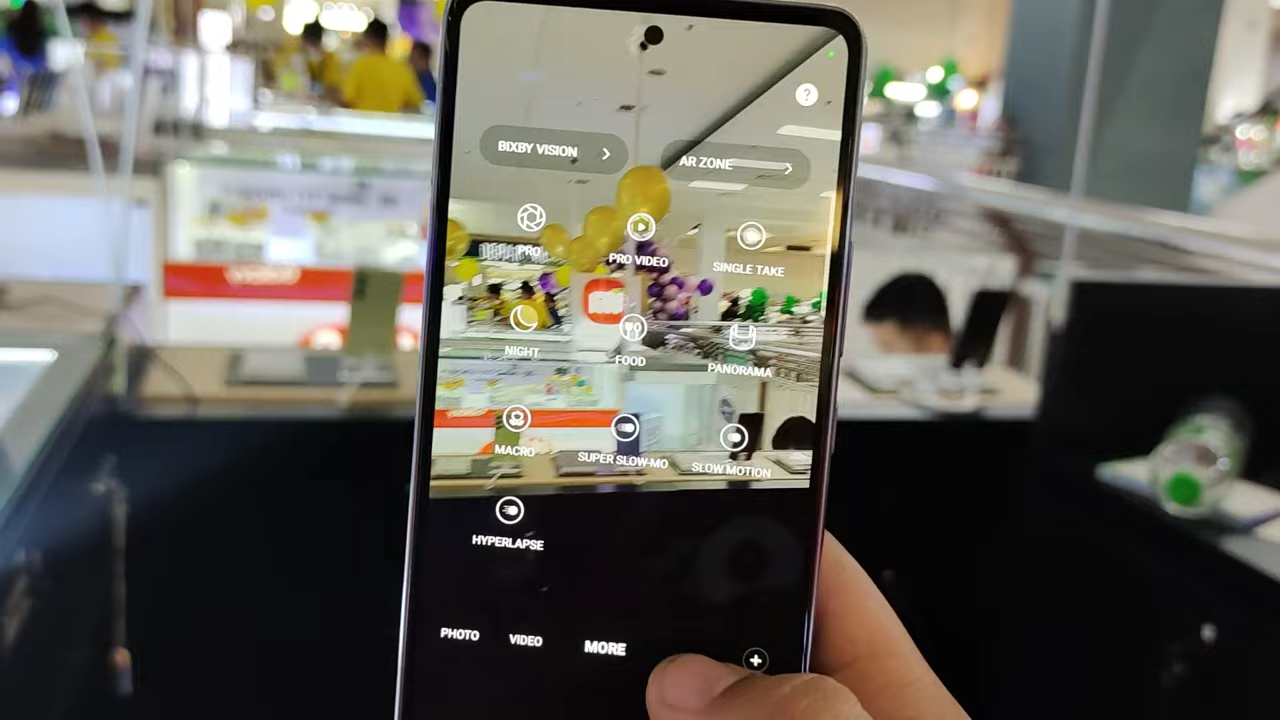 ?
BIXBY VISION >
AR ZONE >
PRO
PRO VIDEO
SINGLE TAKE
NIGHT
FOOD
PANORAMA
MACRO
SUPER SLOW-MO
SLOW MOTION
HYPERLAPSE
PHOTO
VIDEO
MORE